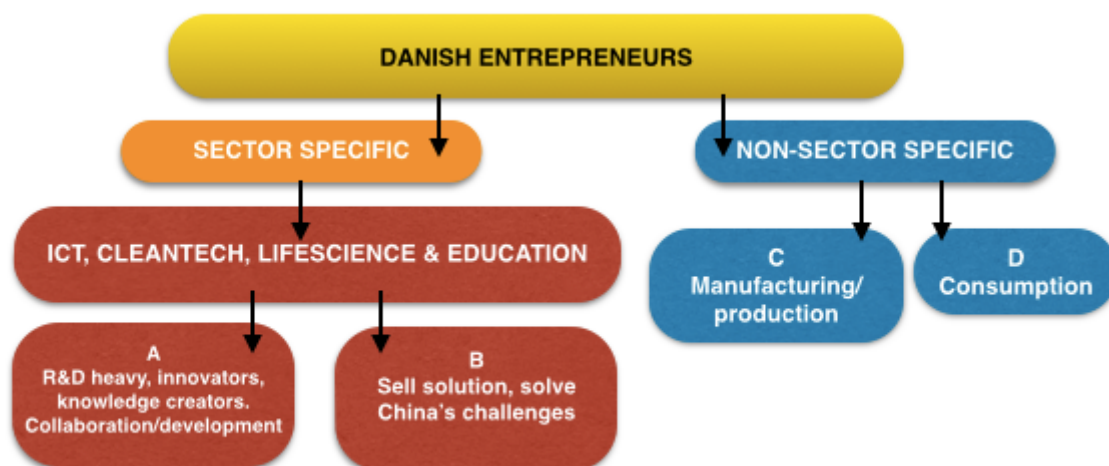 DANISH ENTREPRENEURS
SECTOR SPECIFIC
NON-SECTOR SPECIFIC
ICT, CLEANTECH, LIFESCIENCE & EDUCATION
A
R&D heavy, innovators,
knowledge creators.
Collaboration/development
B
Sell solution, solve
China's challenges
C
Manufacturing/
production
D
Consumption